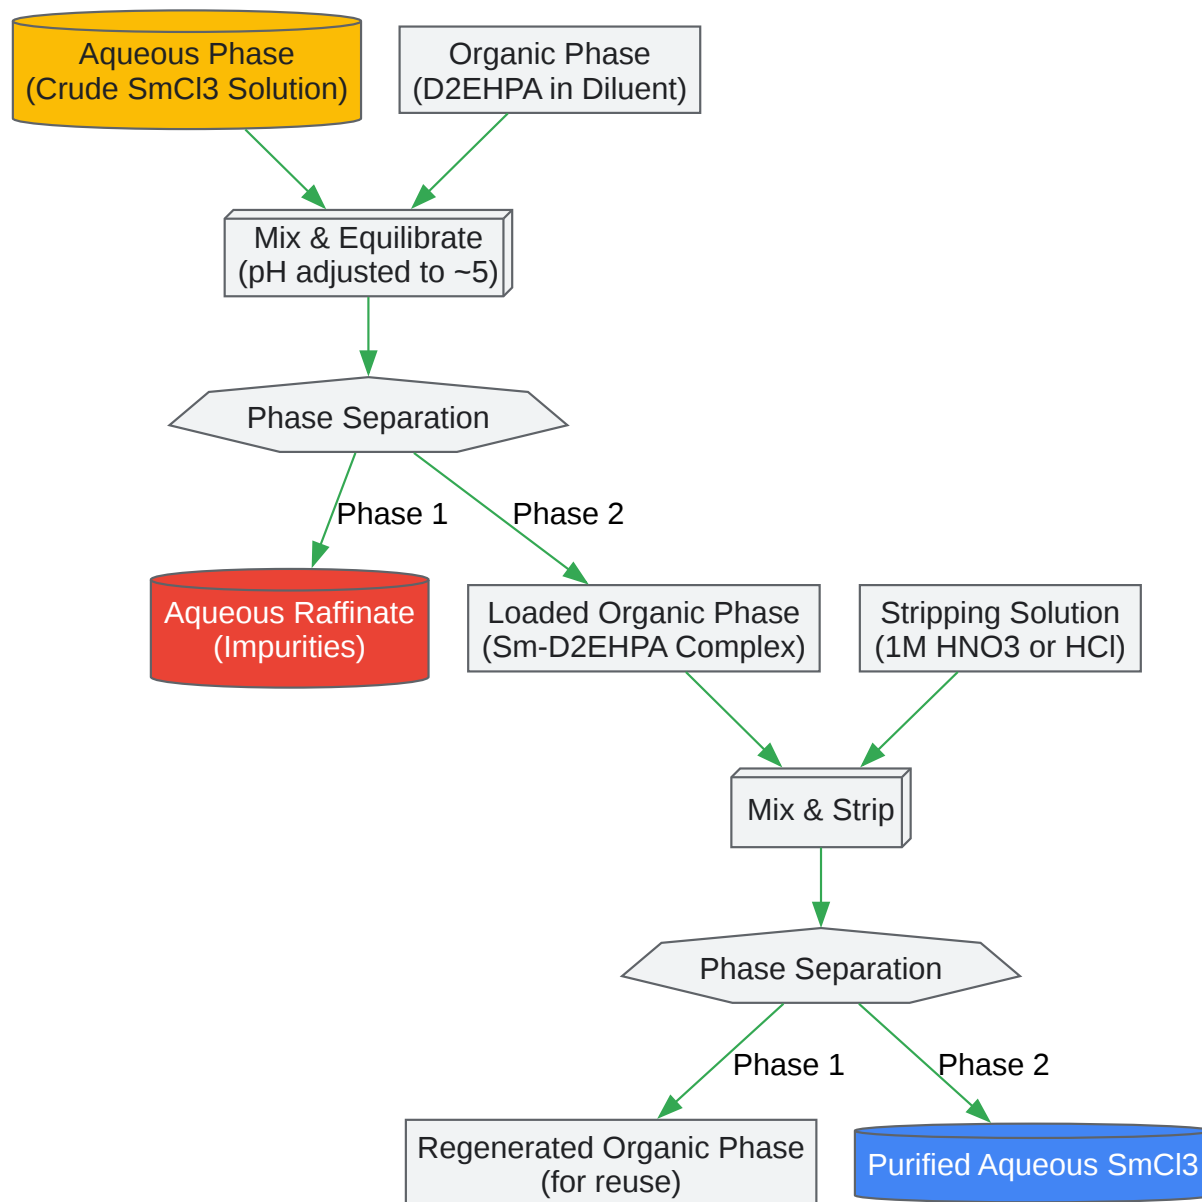 Aqueous Phase
(Crude SmCl3 Solution)
Organic Phase
(D2EHPA in Diluent)
Mix & Equilibrate
(pH adjusted to ~5)
Phase Separation
Phase 1
Phase 2
Aqueous Raffinate
(Impurities)
Loaded Organic Phase
(Sm-D2EHPA Complex)
Stripping Solution
(1M HNO3 or HCl)
Mix & Strip
Phase Separation
Phase 1
Phase 2
Regenerated Organic Phase
(for reuse)
Purified Aqueous SmCl3